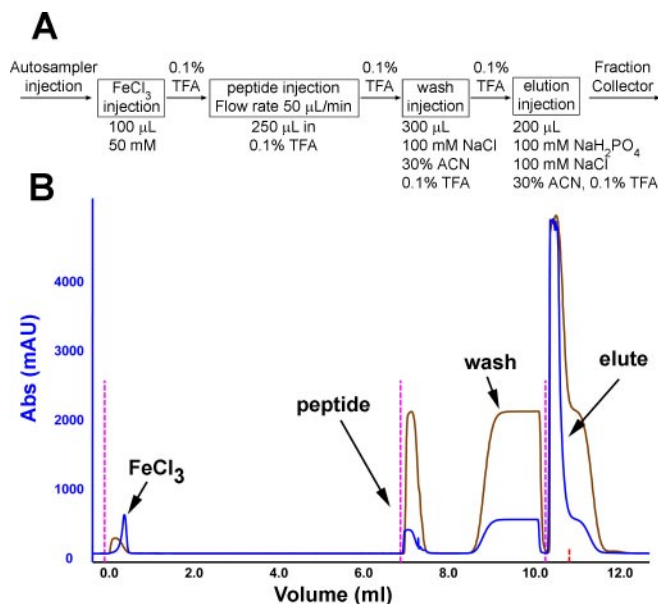 A
Autosampler injection
FeCl3 injection
100 µL
50 mM
0.1% TFA
peptide injection
Flow rate 50 µL/min
250 µL in
0.1% TFA
0.1% TFA
wash injection
300 µL
100 mM NaCl
30% ACN
0.1% TFA
0.1% TFA
elution injection
200 µL
100 mM NaH2PO4
100 mM NaCl
30% ACN, 0.1% TFA
Fraction Collector
B
Abs (mAU)
4000
3000
2000
1000
0
FeCl3
peptide
wash
elute
0.0 2.0 4.0 6.0 8.0 10.0 12.0
Volume (ml)